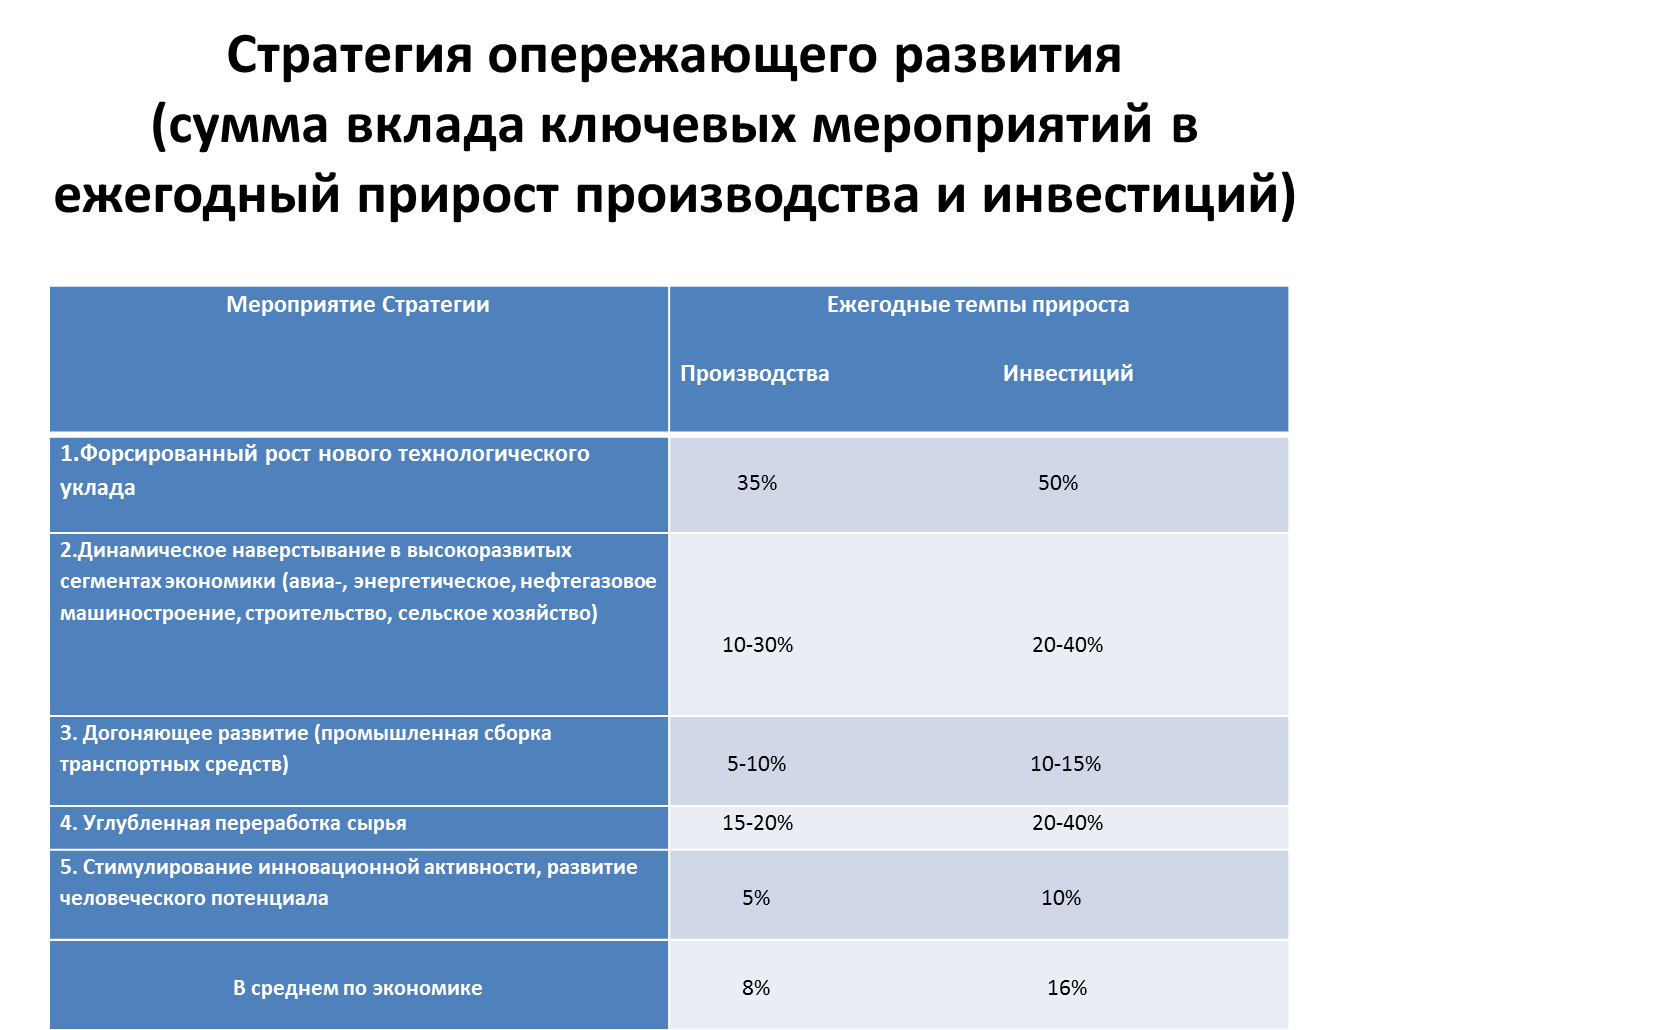 Стратегия опережающего развития
(сумма вклада ключевых мероприятий в
ежегодный прирост производства и инвестиций)
Мероприятие Стратегии
Ежегодные темпы прироста
Производства Инвестиций
1.Форсированный рост нового технологического
уклада
35% 50%
2.Динамическое наверстывание в высокоразвитых
сегментах экономики (авиа-, энергетическое, нефтегазовое
машиностроение, строительство, сельское хозяйство)
10-30% 20-40%
3. Догоняющее развитие (промышленная сборка
транспортных средств)
5-10% 10-15%
4. Углубленная переработка сырья 15-20% 20-40%
5. Стимулирование инновационной активности, развитие
человеческого потенциала
5% 10%
В среднем по экономике 8% 16%